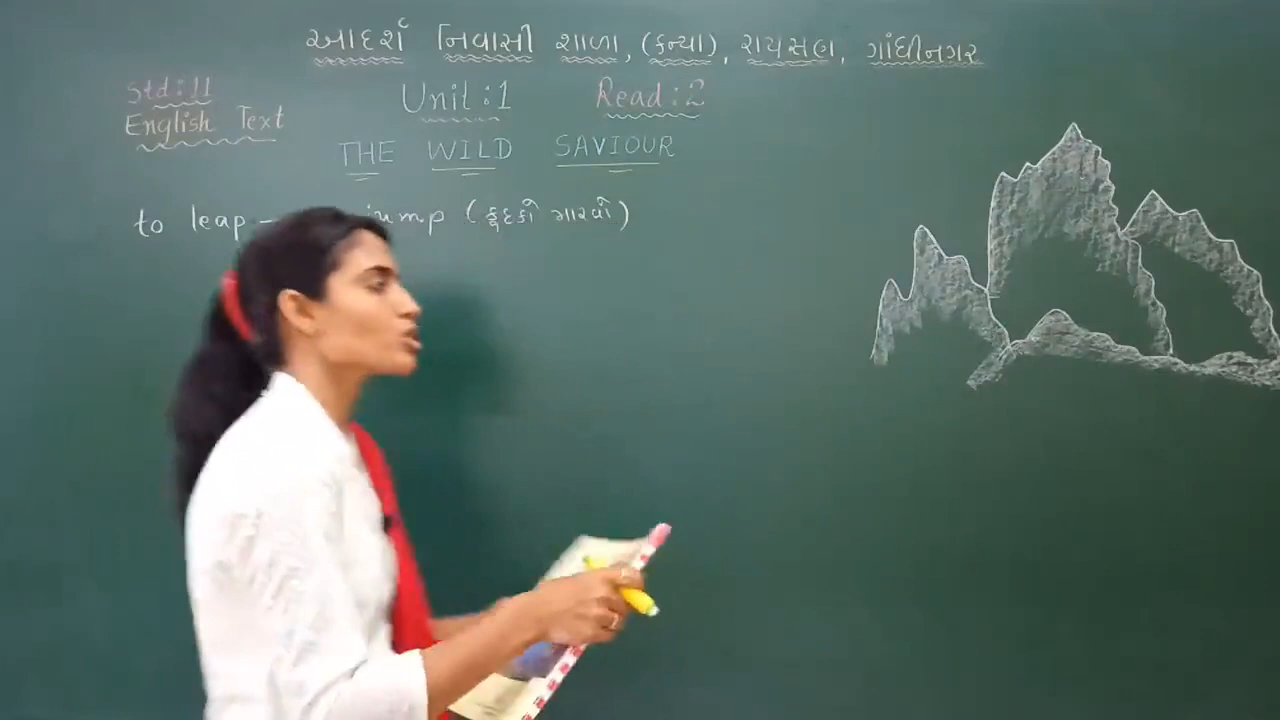 આદર્શ નિવાસી શાળા, (કન્યા), રાયસણ, ગાંધીનગર
Std:11 Unit:1 Read:2
English Text
THE WILD SAVIOUR
to leap – jump (કૂદકો મારવો)